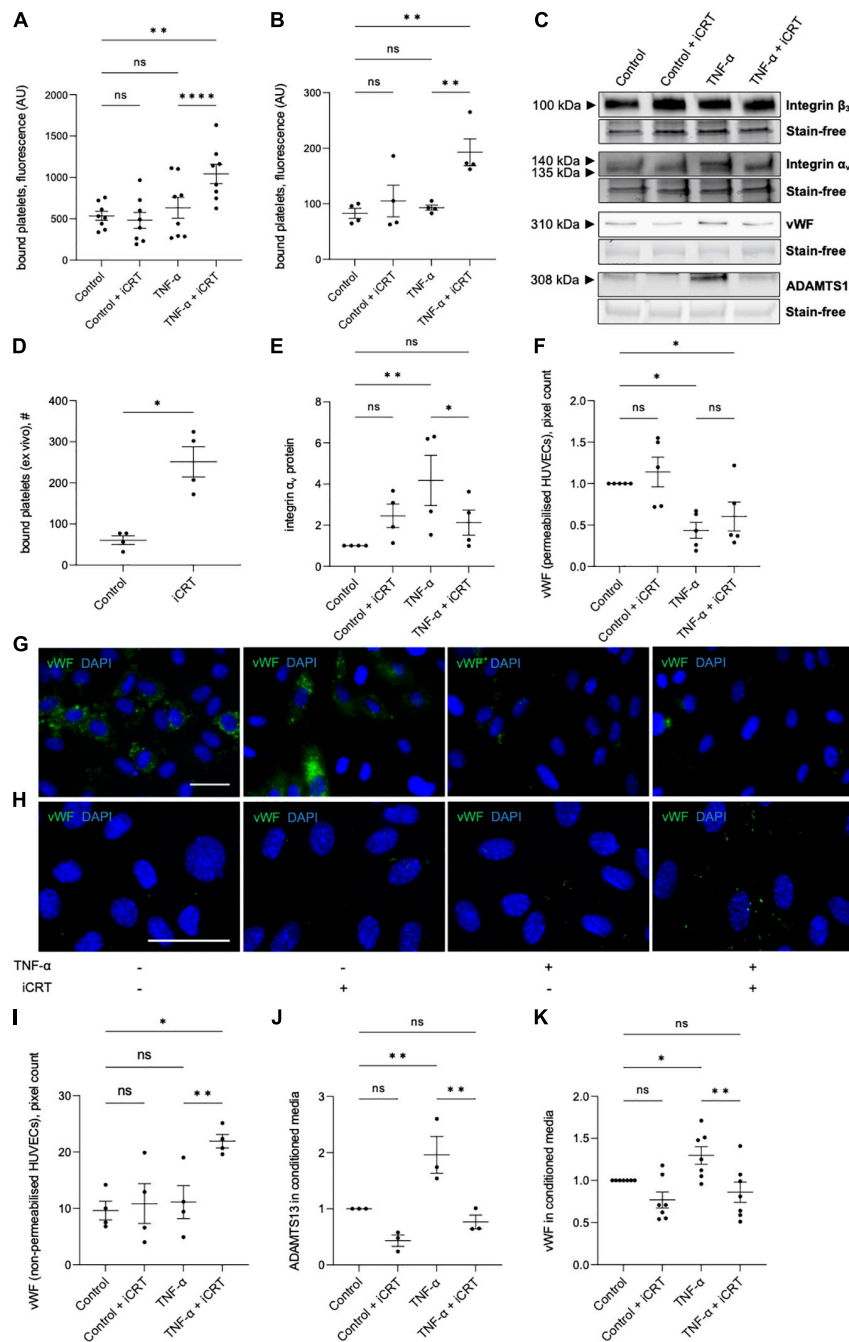 A
**
ns
ns
****
bound platelets, fluorescence (AU)
2000
1500
1000
500
0
Control
Control + iCRT
TNF-α
TNF-α + iCRT
B
**
ns
ns
**
bound platelets, fluorescence (AU)
300
200
100
0
Control
Control + iCRT
TNF-α
TNF-α + iCRT
C
Control
Control + iCRT
TNF-α
TNF-α + iCRT
100 kDa
Integrin β3
Stain-free
140 kDa
135 kDa
Integrin αv
Stain-free
310 kDa
vWF
Stain-free
308 kDa
ADAMTS1
Stain-free
D
*
bound platelets (ex vivo), #
400
300
200
100
0
Control
iCRT
E
ns
**
ns
*
integrin αv protein
8
6
4
2
0
Control
Control + iCRT
TNF-α
TNF-α + iCRT
F
*
*
ns
ns
vWF (permeabilised HUVECs), pixel count
2.0
1.5
1.0
0.5
0.0
Control
Control + iCRT
TNF-α
TNF-α + iCRT
G
vWF DAPI
vWF DAPI
vWF DAPI
vWF DAPI
H
vWF DAPI
vWF DAPI
vWF DAPI
vWF DAPI
TNF-α - - + +
iCRT - + - +
I
*
ns
ns
**
vWF (non-permeabilised HUVECs), pixel count
30
20
10
0
Control
Control + iCRT
TNF-α
TNF-α + iCRT
J
ns
**
ns
**
ADAMTS13 in conditioned media
3
2
1
0
Control
Control + iCRT
TNF-α
TNF-α + iCRT
K
ns
*
ns
**
vWF in conditioned media
2.0
1.5
1.0
0.5
0.0
Control
Control + iCRT
TNF-α
TNF-α + iCRT